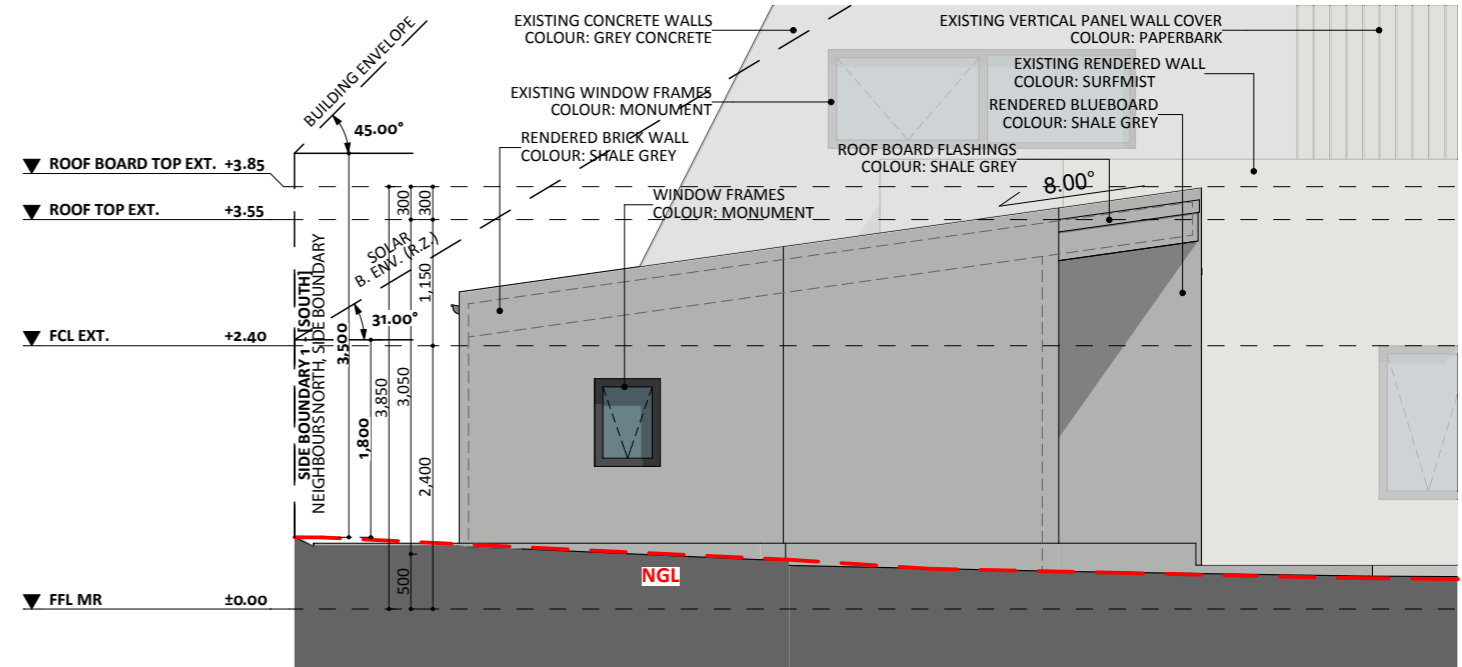 BUILDING ENVELOPE
45.00°
EXISTING CONCRETE WALLS
COLOUR: GREY CONCRETE
EXISTING VERTICAL PANEL WALL COVER
COLOUR: PAPERBARK
EXISTING RENDERED WALL
COLOUR: SURFMIST
EXISTING WINDOW FRAMES
COLOUR: MONUMENT
RENDERED BLUEBOARD
COLOUR: SHALE GREY
RENDERED BRICK WALL
COLOUR: SHALE GREY
ROOF BOARD FLASHINGS
COLOUR: SHALE GREY
WINDOW FRAMES
COLOUR: MONUMENT
8.00°
ROOF BOARD TOP EXT. +3.85
ROOF TOP EXT. +3.55
FCL EXT. +2.40
FFL MR ±0.00
SOLAR
B. ENV. (R.Z.)
31.00°
SIDE BOUNDARY 1 [SOUTH]
NEIGHBOURS NORTH, SIDE BOUNDARY
3,500
1,800
3,850
300
3,050
500
300
1,150
2,400
NGL